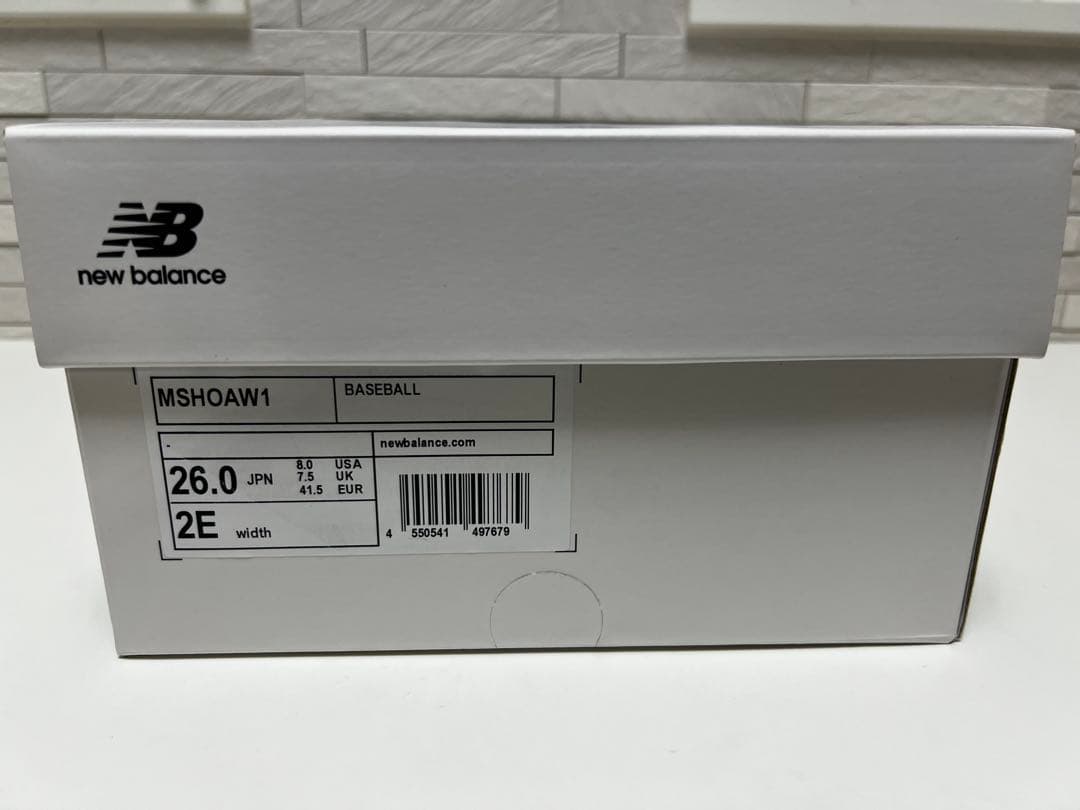 NB
new balance
MSHOAW1
BASEBALL
-
newbalance.com
26.0 JPN
8.0 USA
7.5 UK
41.5 EUR
2E width
4 550541 497679